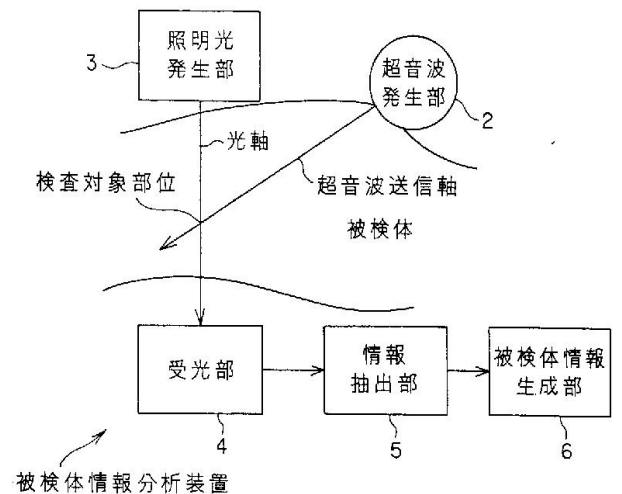 照明光
発生部
3
超音波
発生部
2
光軸
検査対象部位
超音波送信軸
被検体
受光部
4
情報
抽出部
5
被検体情報
生成部
6
被検体情報分析装置